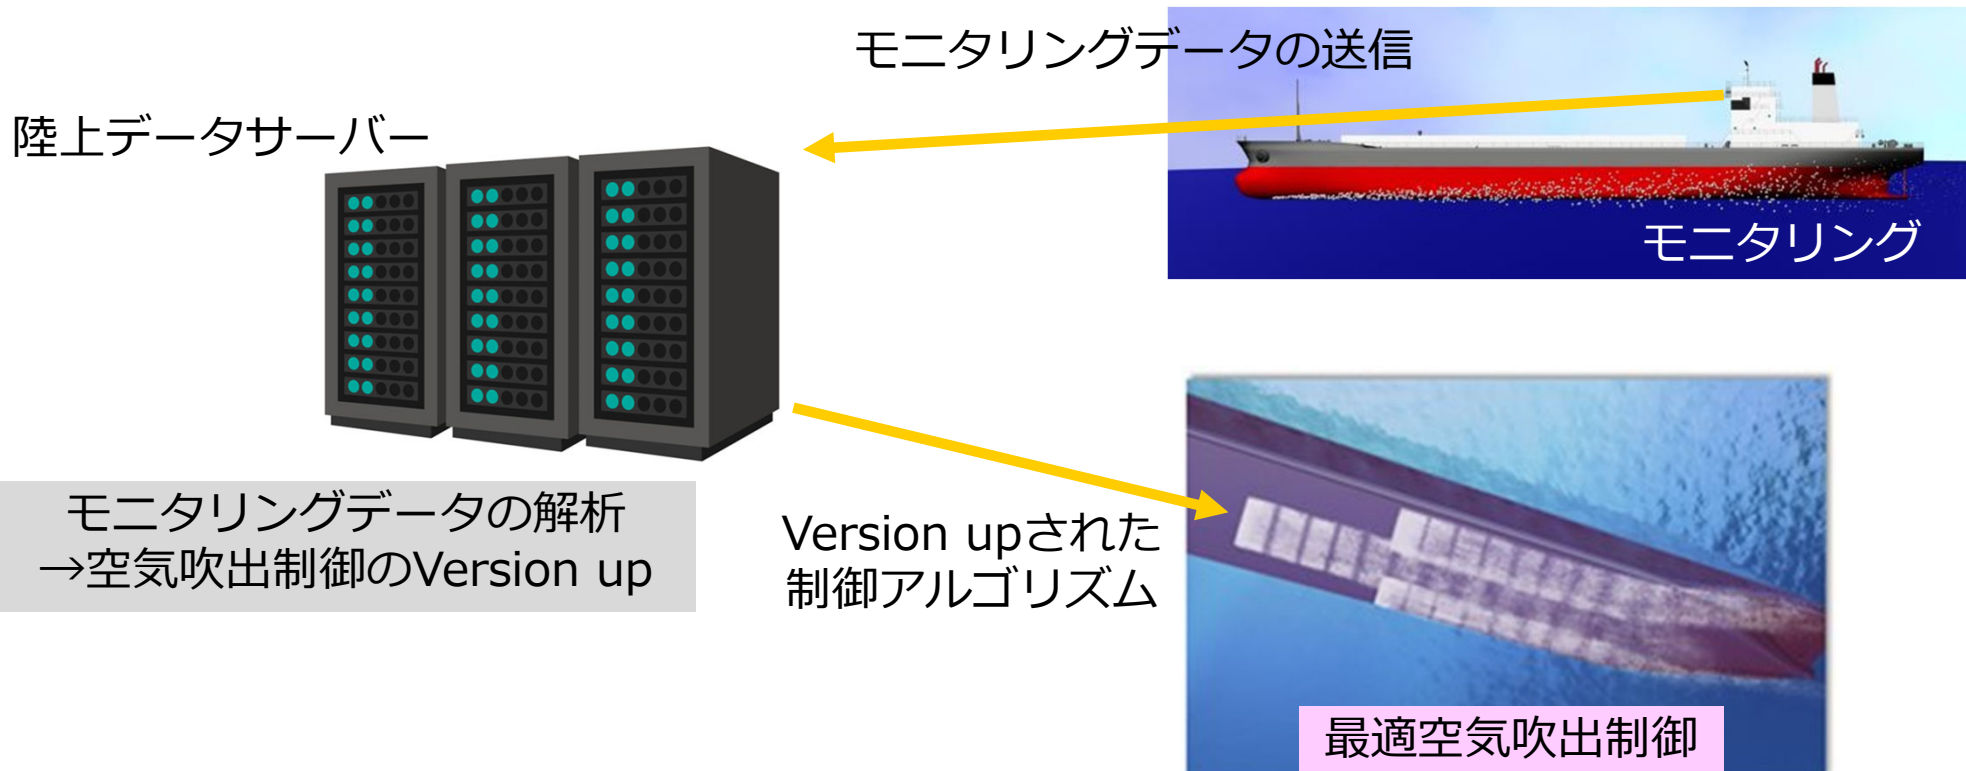 モニタリングデータの送信
陸上データサーバー
モニタリング
モニタリングデータの解析
→空気吹出制御のVersion up
Version upされた
制御アルゴリズム
最適空気吹出制御